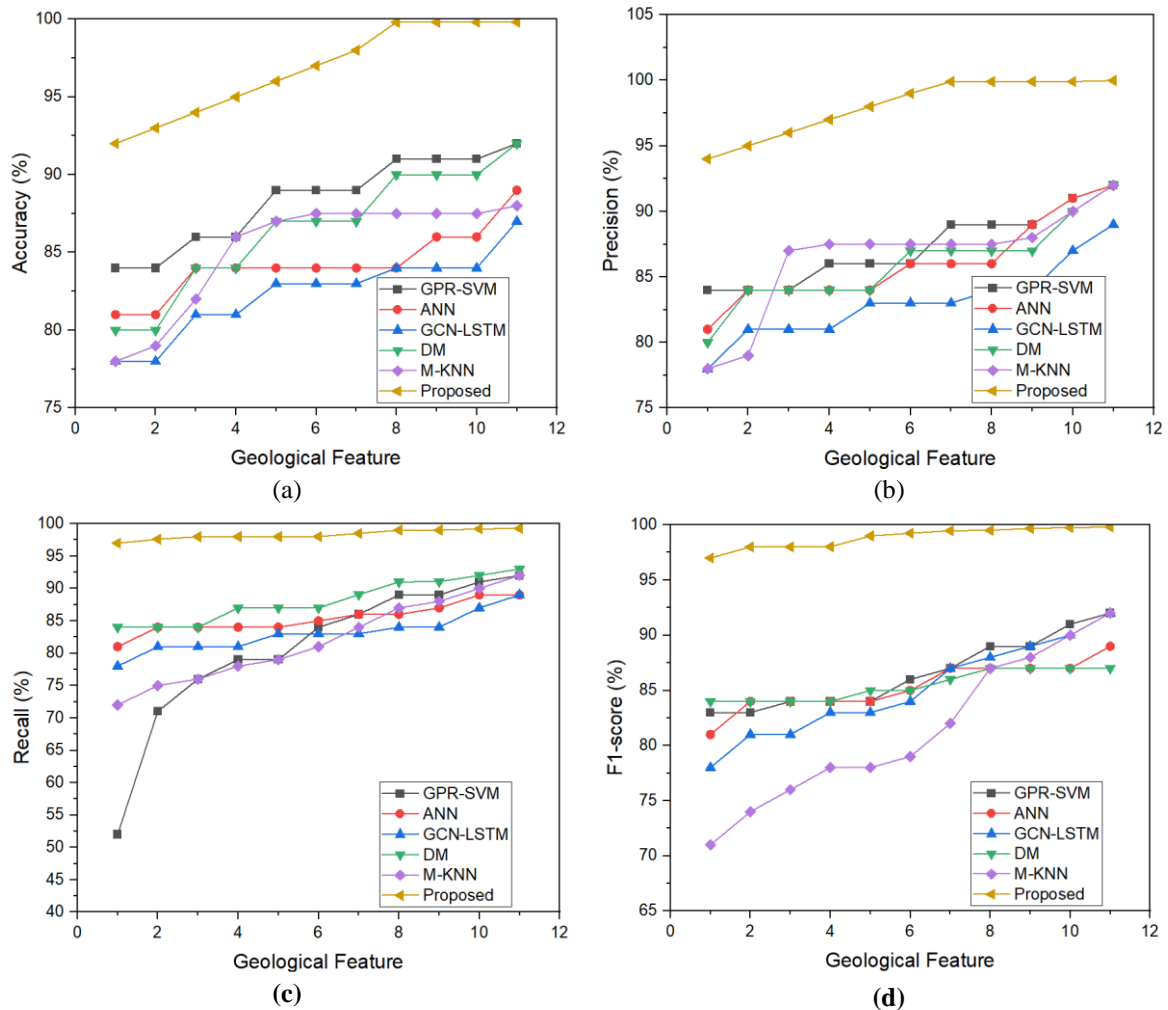 100
95
90
85
80
75
Accuracy (%)
0
2
4
6
8
10
12
Geological Feature
GPR-SVM
ANN
GCN-LSTM
DM
M-KNN
Proposed
(a)
105
100
95
90
85
80
75
Precision (%)
0
2
4
6
8
10
12
Geological Feature
GPR-SVM
ANN
GCN-LSTM
DM
M-KNN
Proposed
(b)
100
95
90
85
80
75
70
65
60
55
50
45
40
Recall (%)
0
2
4
6
8
10
12
Geological Feature
GPR-SVM
ANN
GCN-LSTM
DM
M-KNN
Proposed
(c)
100
95
90
85
80
75
70
65
F1-score (%)
0
2
4
6
8
10
12
Geological Feature
GPR-SVM
ANN
GCN-LSTM
DM
M-KNN
Proposed
(d)